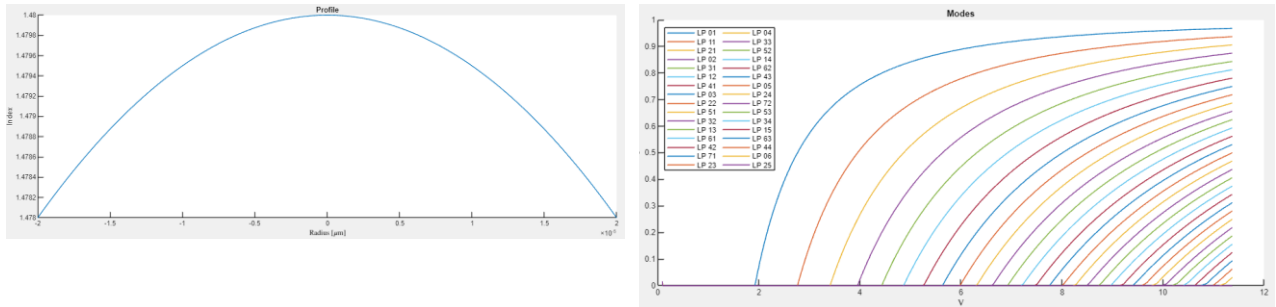 Profile
1.48
1.4798
1.4796
1.4794
1.4792
1.479
1.4788
1.4786
1.4784
1.4782
1.478
Index
-2
-1.5
-1
-0.5
0
0.5
1
1.5
2
Radius [μm]
Modes
1
0.9
0.8
0.7
0.6
0.5
0.4
0.3
0.2
0.1
0
LP 01 LP 04
LP 11 LP 33
LP 21 LP 52
LP 02 LP 14
LP 31 LP 62
LP 12 LP 43
LP 41 LP 05
LP 03 LP 24
LP 22 LP 72
LP 51 LP 53
LP 32 LP 34
LP 13 LP 15
LP 61 LP 63
LP 42 LP 44
LP 71 LP 06
LP 23 LP 25
0
2
4
6
8
10
12
V